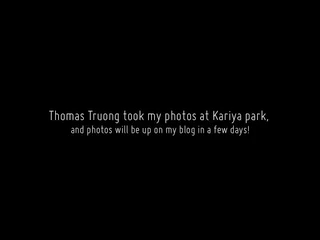 Thomas Truong took my photos at Kariya park,
and photos will be up on my blog in a few days!